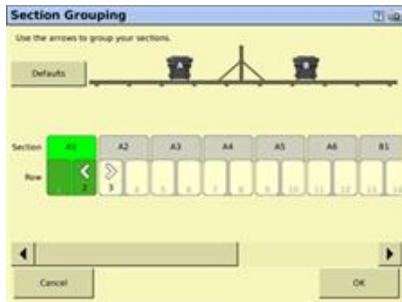 Section Grouping
Use the arrows to group your sections.
A
B
Defaults
Section A1 A2 A3 A4 A5 A6 B1
Row 1 2 3 4 5 6 7 8 9 10 11 12 13 14
Cancel
OK